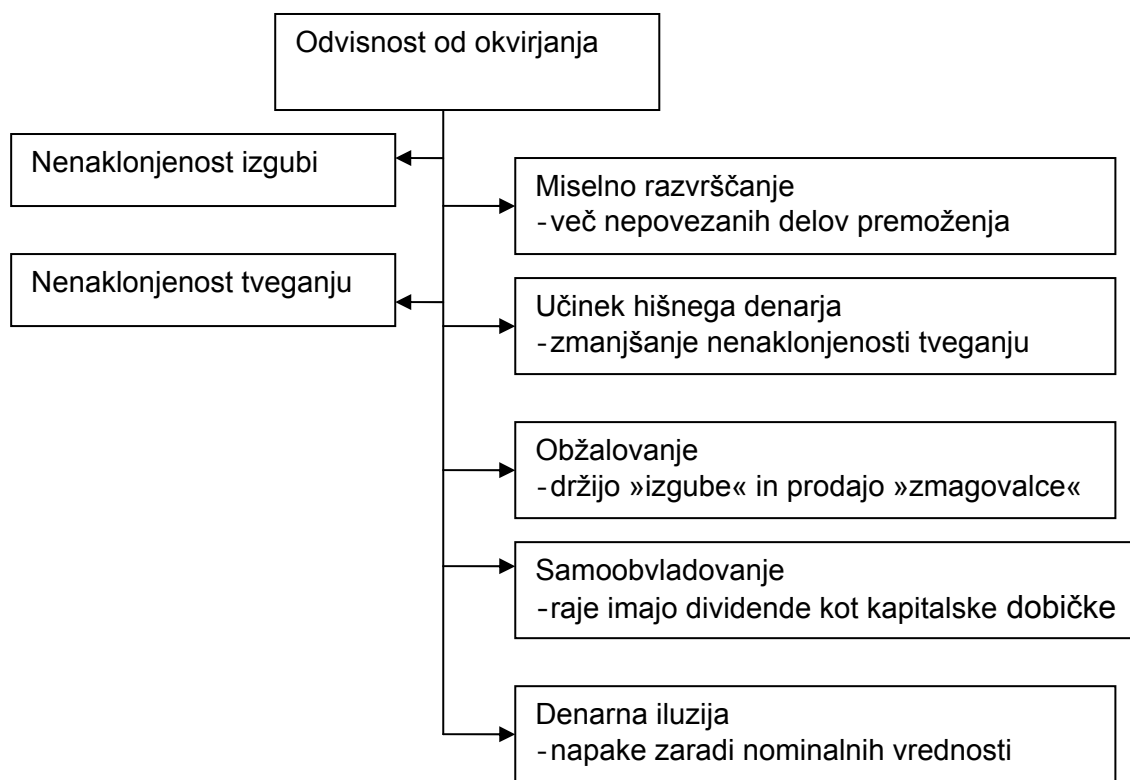 Odvisnost od okvirjanja
Nenaklonjenost izgubi
Miselno razvrščanje
-več nepovezanih delov premoženja
Nenaklonjenost tveganju
Učinek hišnega denarja
-zmanjšanje nenaklonjenosti tveganju
Obžalovanje
-držijo »izgube« in prodajo »zmagovalce«
Samoobvladovanje
-raje imajo dividende kot kapitalske dobičke
Denarna iluzija
-napake zaradi nominalnih vrednosti